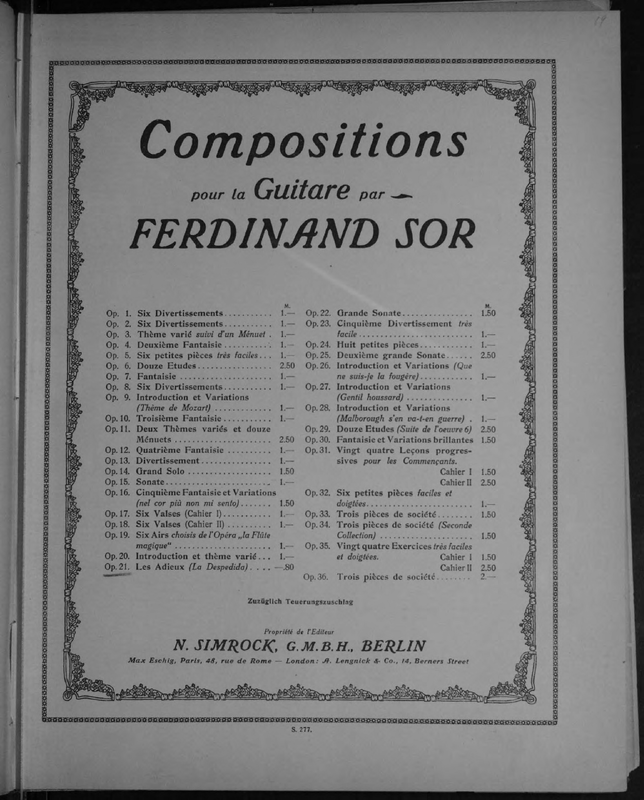 Compositions
pour la Guitare par
FERDINAND SOR
M.
Op. 1. Six Divertissements........... 1.—
Op. 2. Six Divertissements........... 1.—
Op. 3. Thème varié suivi d'an Ménuet . 1.—
Op. 4. Deuxième Fantaisie........... 1.—
Op. 5. Six petites pièces très faciles... 1.—
Op. 6. Douze Etudes................. 2.50
Op. 7. Fantaisie .................... 1.—
Op. 8. Six Divertissements........... 1.—
Op. 9. Introduction et Variations
(Thème de Mozart) ............. 1.—
Op. 10. Troisième Fantaisie........... 1.—
Op. 11. Deux Thèmes variés et douze
Ménuets ...................... 2.50
Op. 12. Quatrième Fantaisie .......... 1.—
Op. 13. Divertissement................ 1.—
Op. 14. Grand Solo ................... 1.50
Op. 15. Sonate........................ 1.—
Op. 16. Cinquième Fantaisie et Variations
(nel cor più non mi sento)....... 1.50
Op. 17. Six Valses (Cahier I)........... 1.—
Op. 18. Six Valses (Cahier II).......... 1.—
Op. 19. Six Airs choisis de l'Opéra „la Flûte
magique" ...................... 1.—
Op. 20. Introduction et thème varié... 1.—
Op. 21. Les Adieux (La Despedida).... —.80
M.
Op. 22. Grande Sonate................ 1.50
Op. 23. Cinquième Divertissement très
facile.......................... 1.—
Op. 24. Huit petites pièces............ 1.—
Op. 25. Deuxième grande Sonate...... 2.50
Op. 26. Introduction et Variations (Que
ne suis-je la fougère)............ 1.—
Op. 27. Introduction et Variations
(Gentil houssard) ............... 1.—
Op. 28. Introduction et Variations
(Malborough s'en va-t-en guerre) . 1.—
Op. 29. Douze Etudes (Suite de l'oeuvre 6) 2.50
Op. 30. Fantaisie et Variations brillantes 1.50
Op. 31. Vingt quatre Leçons progres-
sives pour les Commençants.
Cahier I 1.50
Cahier II 2.50
Op. 32. Six petites pièces faciles et
doigtées........................ 1.—
Op. 33. Trois pièces de société........ 1.50
Op. 34. Trois pièces de société (Seconde
Collection) ..................... 1.50
Op. 35. Vingt quatre Exercices très faciles
et doigtées. Cahier I 1.50
Cahier II 2.50
Op. 36. Trois pièces de société........ 2.—
Zuzüglich Teuerungszuschlag
Propriété de l'Editeur
N. SIMROCK, G.M.B.H., BERLIN
Max Eschig, Paris, 48, rue de Rome — London: A. Lengnick & Co., 14, Berners Street
S. 277.